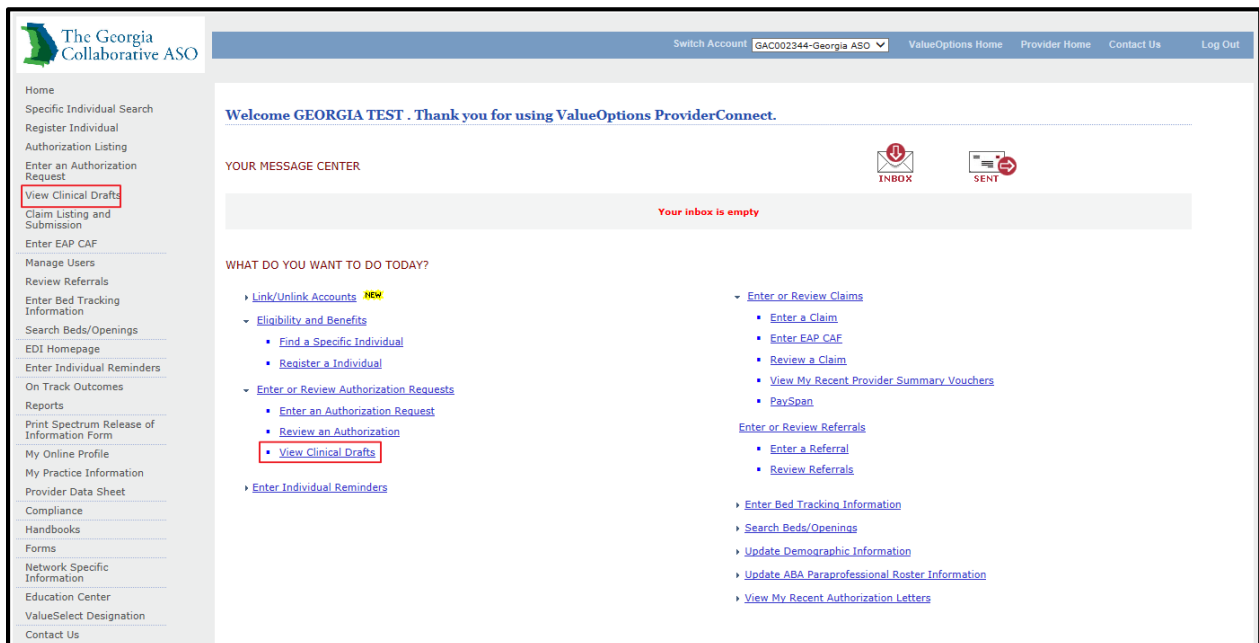 The Georgia
Collaborative ASO
Switch Account GAC002344-Georgia ASO ValueOptions Home Provider Home Contact Us Log Out
Home
Specific Individual Search
Register Individual
Authorization Listing
Enter an Authorization
Request
View Clinical Drafts
Claim Listing and
Submission
Enter EAP CAF
Manage Users
Review Referrals
Enter Bed Tracking
Information
Search Beds/Openings
EDI Homepage
Enter Individual Reminders
On Track Outcomes
Reports
Print Spectrum Release of
Information Form
My Online Profile
My Practice Information
Provider Data Sheet
Compliance
Handbooks
Forms
Network Specific
Information
Education Center
ValueSelect Designation
Contact Us
Welcome GEORGIA TEST . Thank you for using ValueOptions ProviderConnect.
YOUR MESSAGE CENTER
INBOX
SENT
Your inbox is empty
WHAT DO YOU WANT TO DO TODAY?
Link/Unlink Accounts NEW
Eligibility and Benefits
Find a Specific Individual
Register a Individual
Enter or Review Authorization Requests
Enter an Authorization Request
Review an Authorization
View Clinical Drafts
Enter Individual Reminders
Enter or Review Claims
Enter a Claim
Enter EAP CAF
Review a Claim
View My Recent Provider Summary Vouchers
PaySpan
Enter or Review Referrals
Enter a Referral
Review Referrals
Enter Bed Tracking Information
Search Beds/Openings
Update Demographic Information
Update ABA Paraprofessional Roster Information
View My Recent Authorization Letters